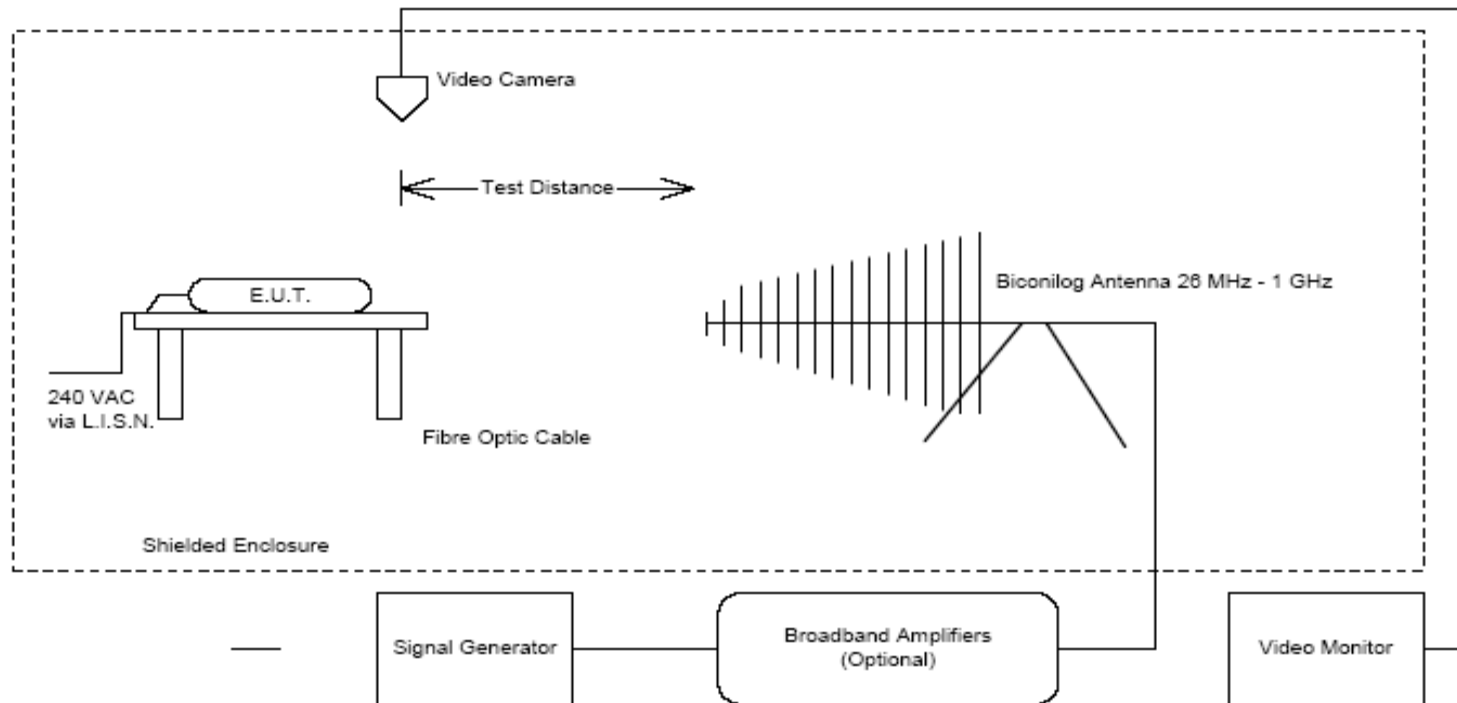 Video Camera
Test Distance
E.U.T.
Biconilog Antenna 26 MHz - 1 GHz
240 VAC
via L.I.S.N.
Fibre Optic Cable
Shielded Enclosure
Signal Generator
Broadband Amplifiers
(Optional)
Video Monitor